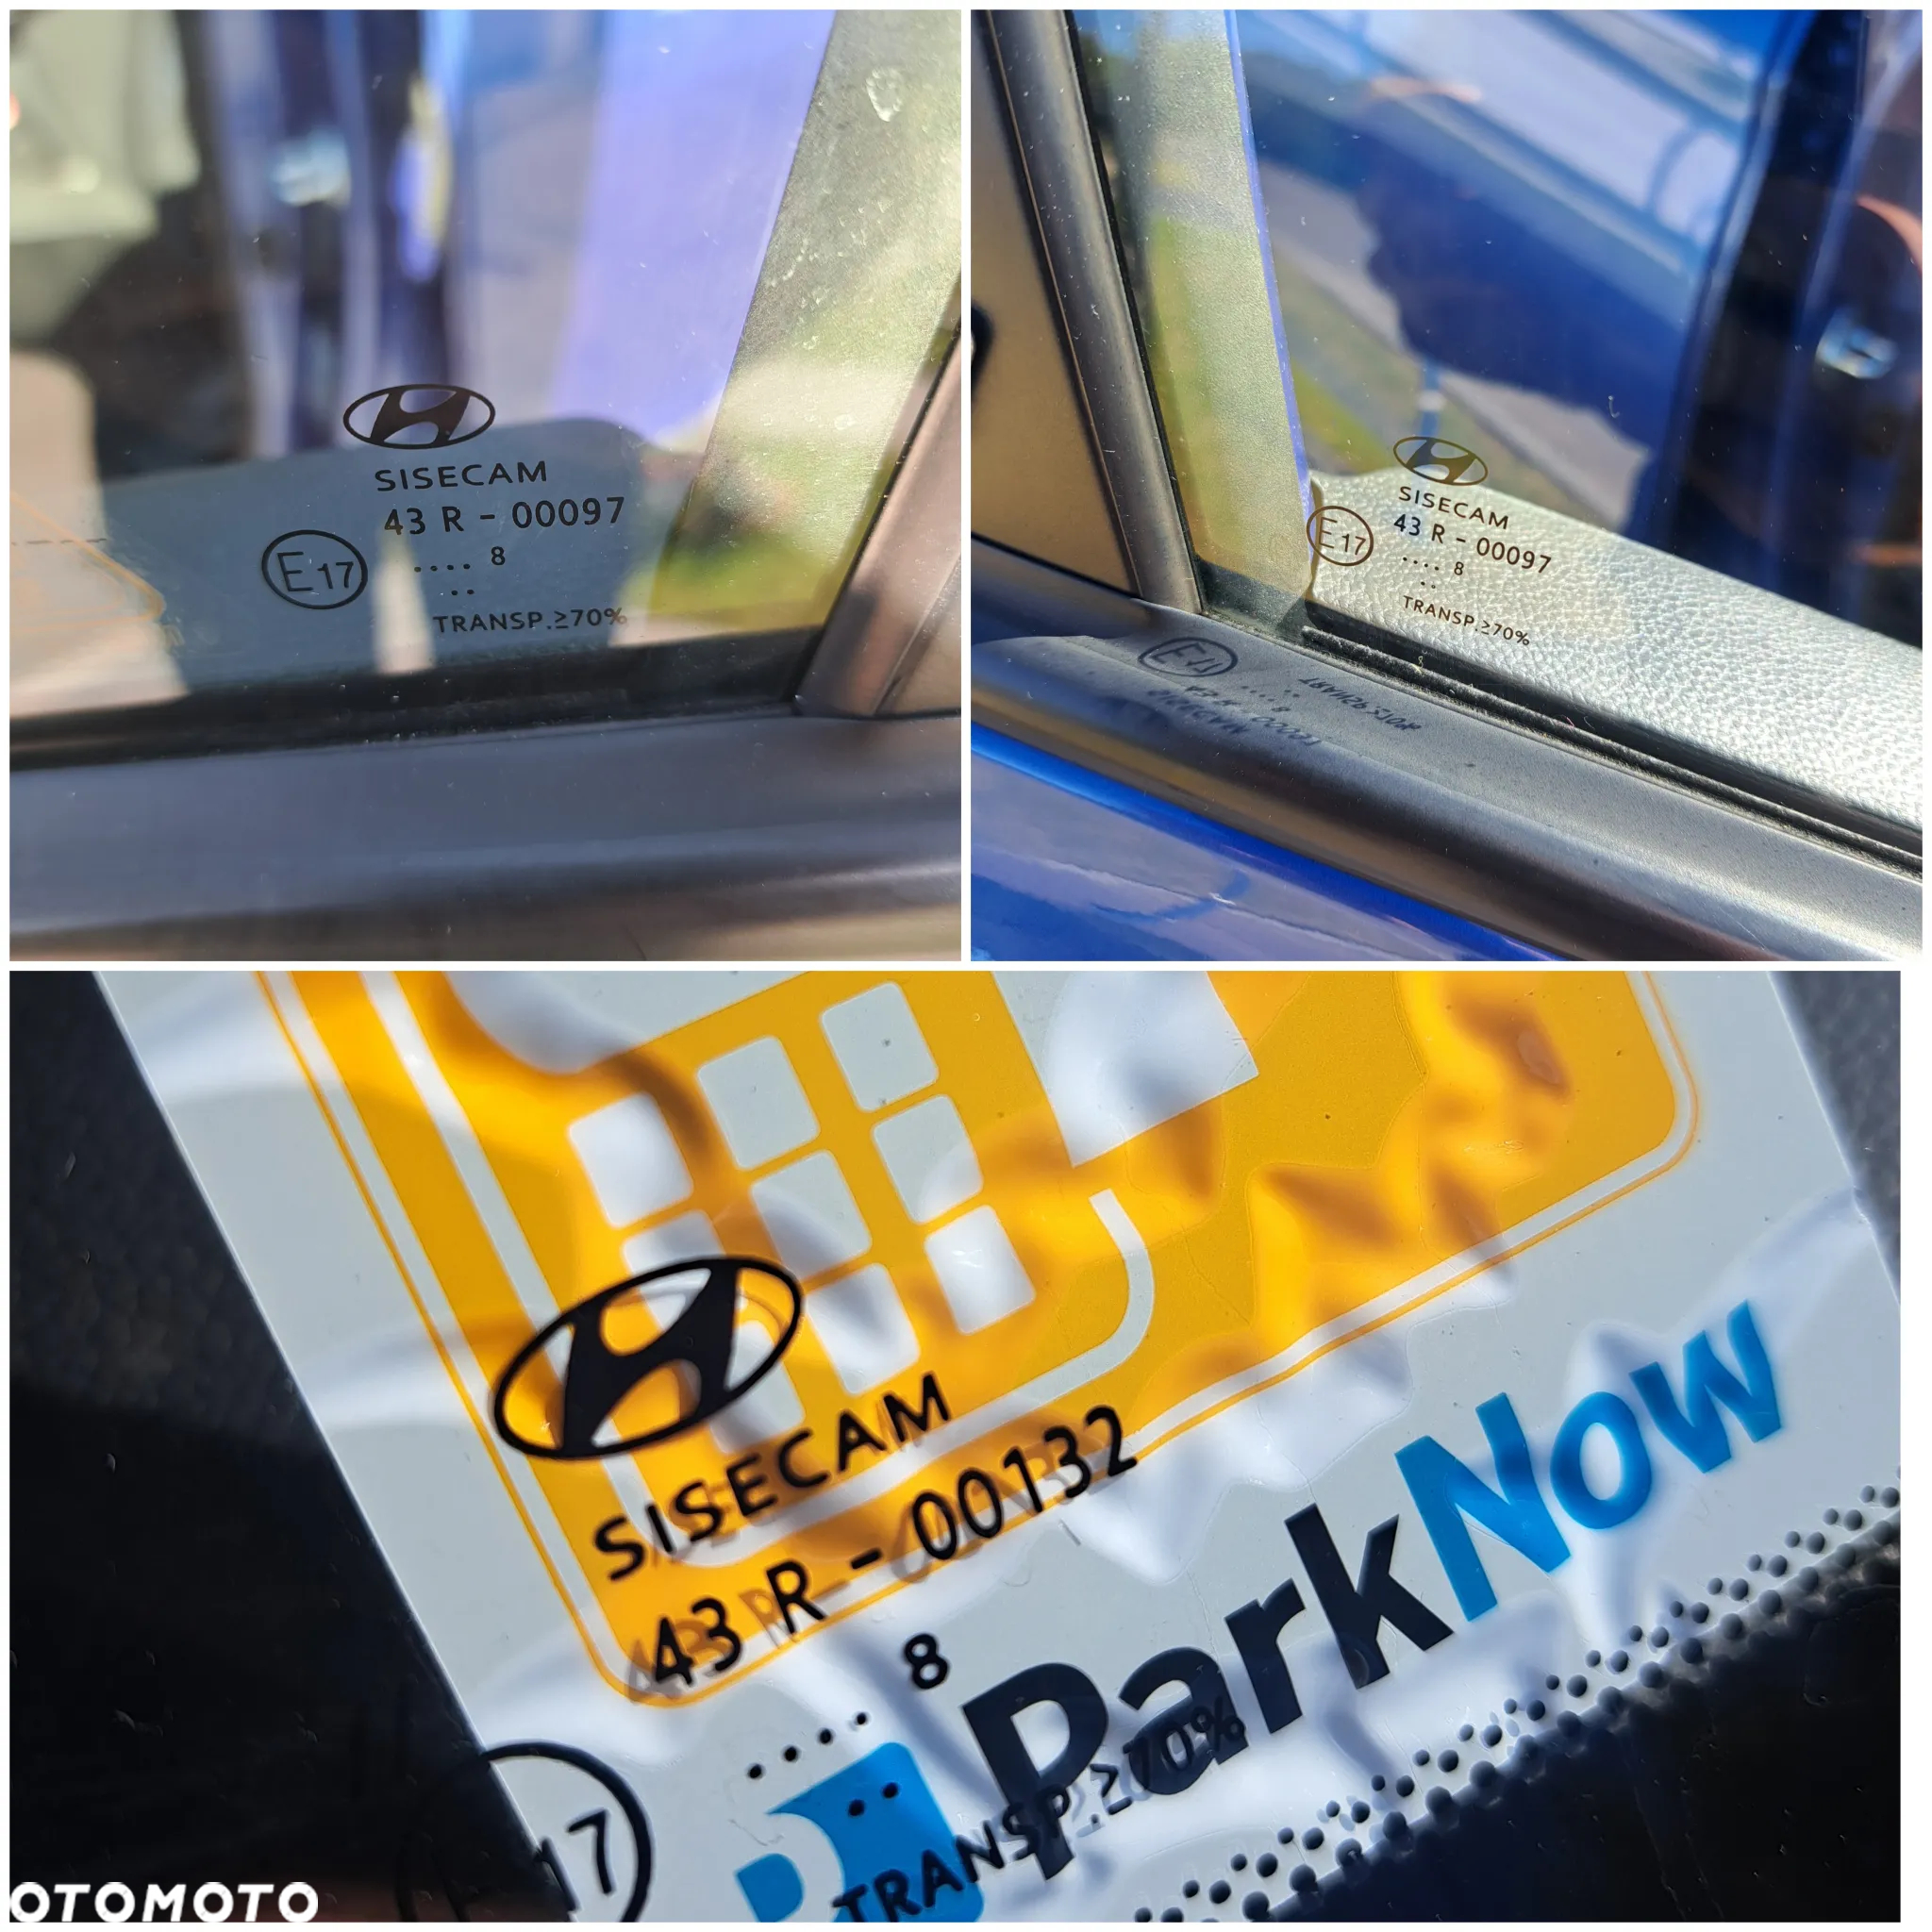 SISECAM
43 R - 00097
E17
.... 8
..
TRANSP.≥70%
SISECAM
43 R - 00097
E17
.... 8
..
TRANSP.≥70%
SISECAM
43 R - 00132
.... 8
..
17
TRANSP.≥70%
ParkNow
OTOMOTO